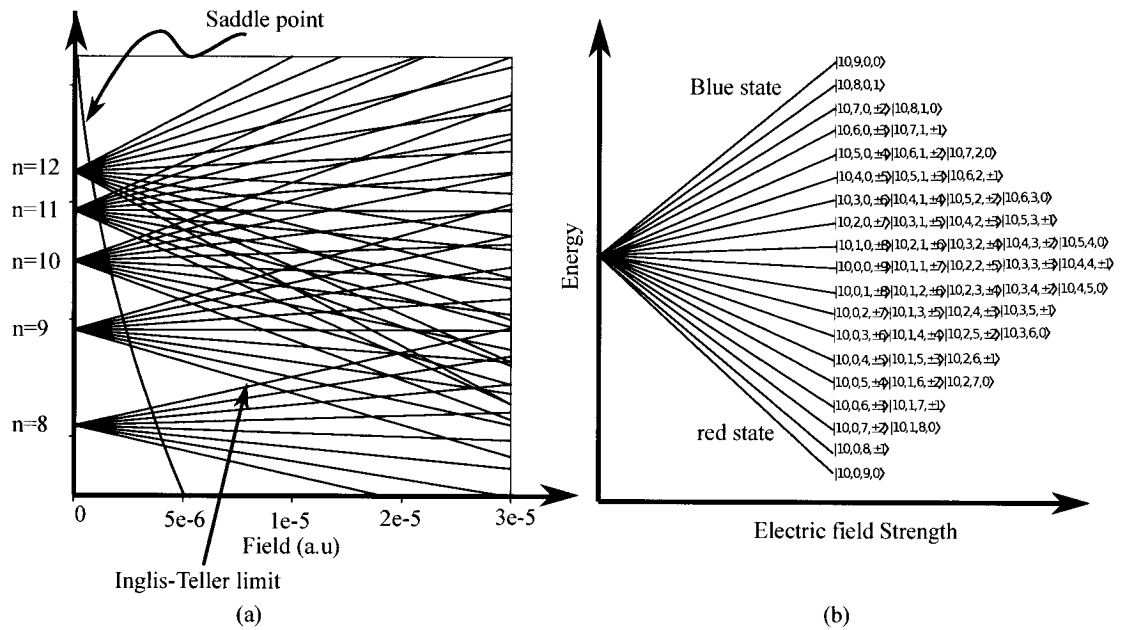 (a)
Saddle point
n=12
n=11
n=10
n=9
n=8
0
5e-6
1e-5
2e-5
3e-5
Field (a.u)
Inglis-Teller limit
(a)
(b)
Energy
Blue state
red state
|10,9,0,0⟩
|10,8,0,1⟩
|10,7,0,±2⟩|10,8,1,0⟩
|10,6,0,±3⟩|10,7,1,±1⟩
|10,5,0,±4⟩|10,6,1,±2⟩|10,7,2,0⟩
|10,4,0,±5⟩|10,5,1,±3⟩|10,6,2,±1⟩
|10,3,0,±6⟩|10,4,1,±4⟩|10,5,2,±2⟩|10,6,3,0⟩
|10,2,0,±7⟩|10,3,1,±5⟩|10,4,2,±3⟩|10,5,3,±1⟩
|10,1,0,±8⟩|10,2,1,±6⟩|10,3,2,±4⟩|10,4,3,±2⟩|10,5,4,0⟩
|10,0,0,±9⟩|10,1,1,±7⟩|10,2,2,±5⟩|10,3,3,±3⟩|10,4,4,±1⟩
|10,0,1,±8⟩|10,1,2,±6⟩|10,2,3,±4⟩|10,3,4,±2⟩|10,4,5,0⟩
|10,0,2,±7⟩|10,1,3,±5⟩|10,2,4,±3⟩|10,3,5,±1⟩
|10,0,3,±6⟩|10,1,4,±4⟩|10,2,5,±2⟩|10,3,6,0⟩
|10,0,4,±5⟩|10,1,5,±3⟩|10,2,6,±1⟩
|10,0,5,±4⟩|10,1,6,±2⟩|10,2,7,0⟩
|10,0,6,±3⟩|10,1,7,±1⟩
|10,0,7,±2⟩|10,1,8,0⟩
|10,0,8,±1⟩
|10,0,9,0⟩
Electric field Strength
(b)